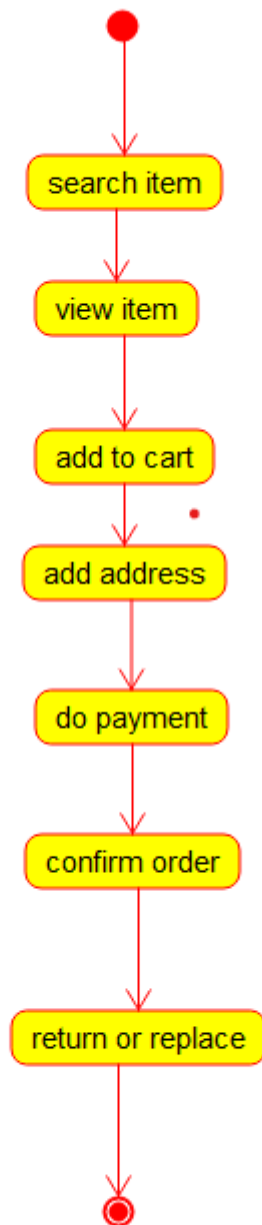 search item
view item
add to cart
add address
do payment
confirm order
return or replace